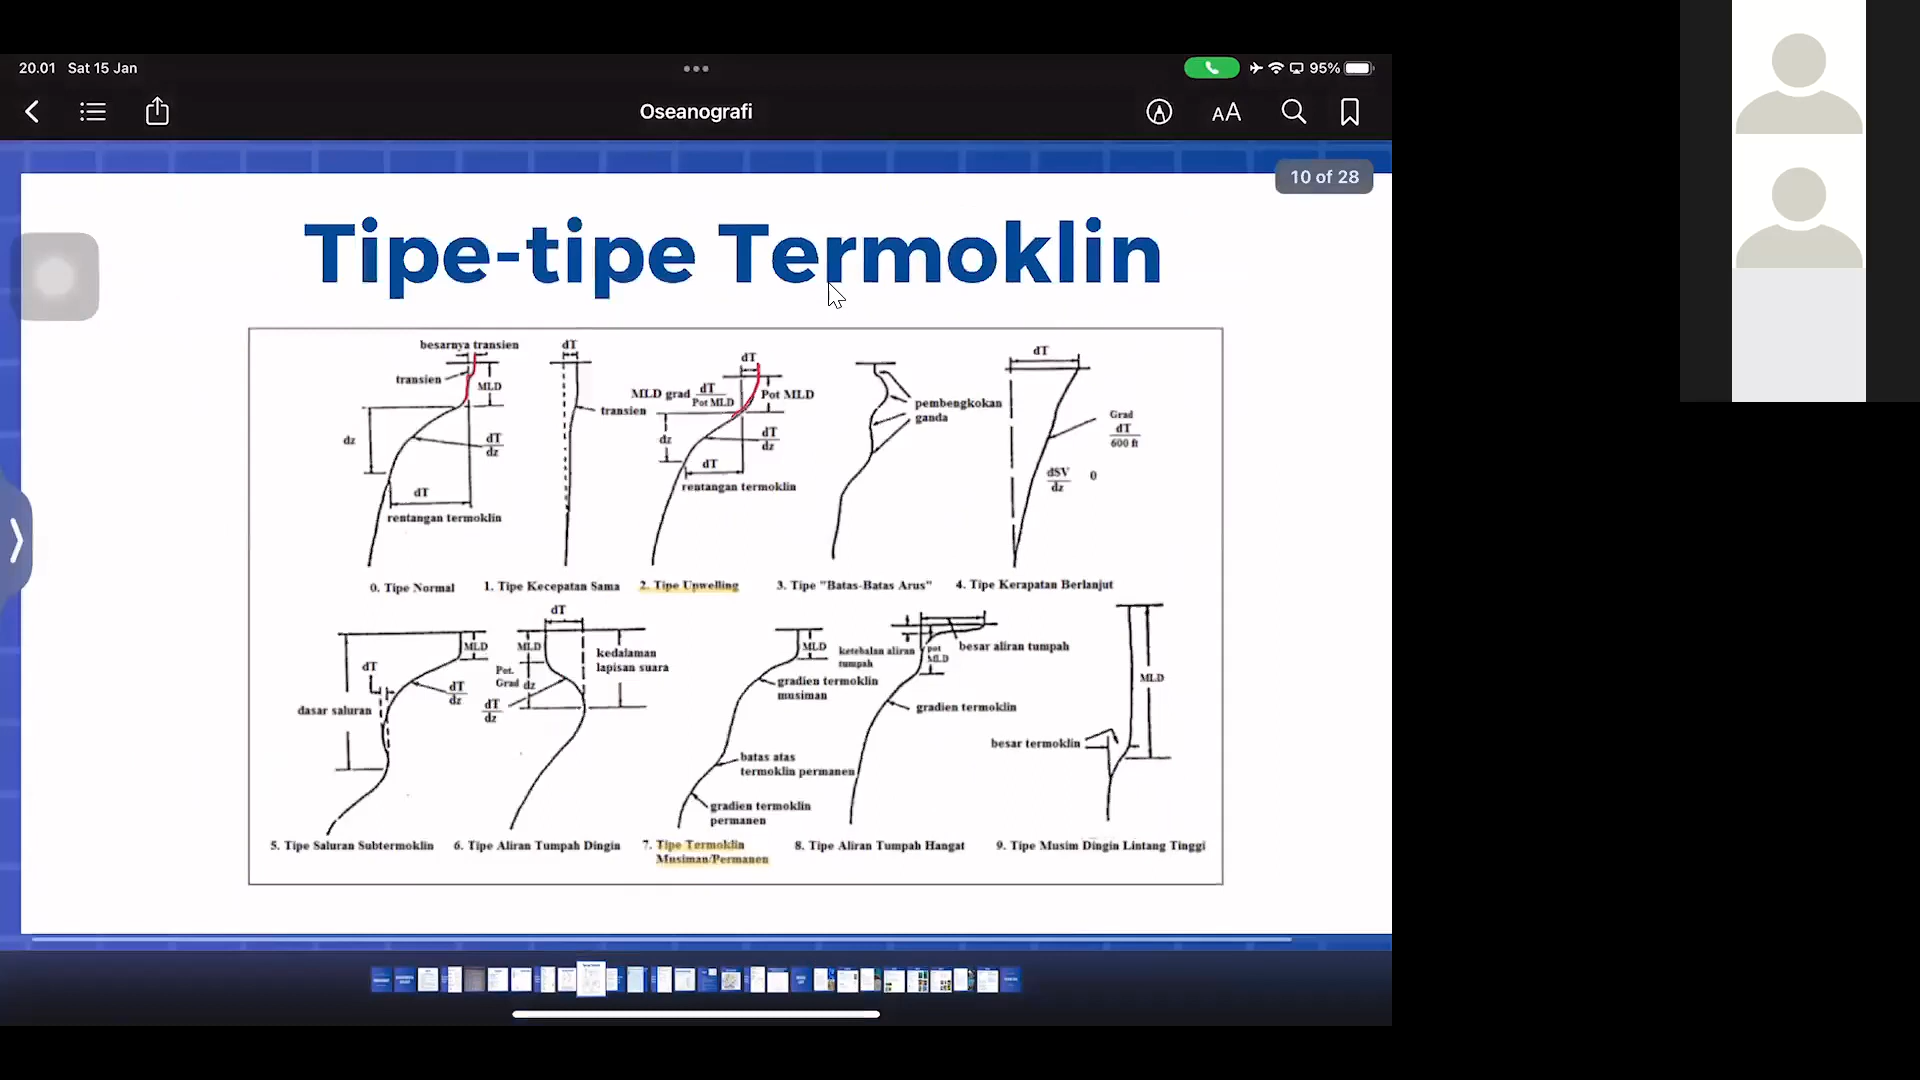 20.01 Sat 15 Jan
95%
Oseanografi
AA
10 of 28
Tipe-tipe Termoklin
besarnya transien
transien
MLD
dz
dT
dz
dT
rentangan termoklin
0. Tipe Normal
dT
transien
1. Tipe Kecepatan Sama
dT
MLD grad dT
Pot MLD
Pot MLD
dz
dT
dz
dT
rentangan termoklin
2. Tipe Upwelling
pembengkokan
ganda
3. Tipe "Batas-Batas Arus"
dT
Grad
dT
600 ft
dSV
dz
0
4. Tipe Kerapatan Berlanjut
MLD
dT
dT
dz
dasar saluran
5. Tipe Saluran Subtermoklin
dT
MLD
kedalaman
lapisan suara
Pot.
Grad dz
dT
dz
6. Tipe Aliran Tumpah Dingin
MLD
gradien termoklin
musiman
batas atas
termoklin permanen
gradien termoklin
permanen
7. Tipe Termoklin
Musiman/Permanen
ketebalan aliran
tumpah
pot
MLD
besar aliran tumpah
gradien termoklin
8. Tipe Aliran Tumpah Hangat
MLD
besar termoklin
9. Tipe Musim Dingin Lintang Tinggi